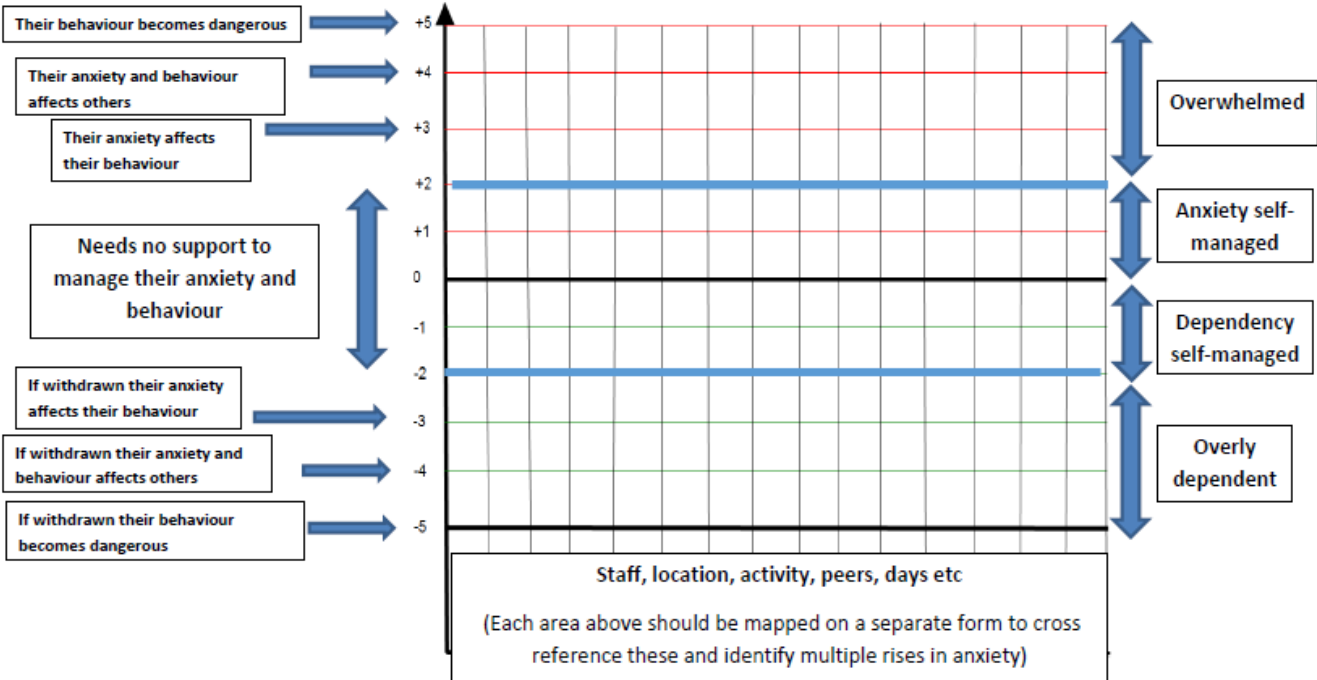 Their behaviour becomes dangerous
Their anxiety and behaviour
affects others
Their anxiety affects
their behaviour
Needs no support to
manage their anxiety and
behaviour
If withdrawn their anxiety
affects their behaviour
If withdrawn their anxiety and
behaviour affects others
If withdrawn their behaviour
becomes dangerous
+5
+4
+3
+2
+1
0
-1
-2
-3
-4
-5
Overwhelmed
Anxiety self-
managed
Dependency
self-managed
Overly
dependent
Staff, location, activity, peers, days etc
(Each area above should be mapped on a separate form to cross
reference these and identify multiple rises in anxiety)